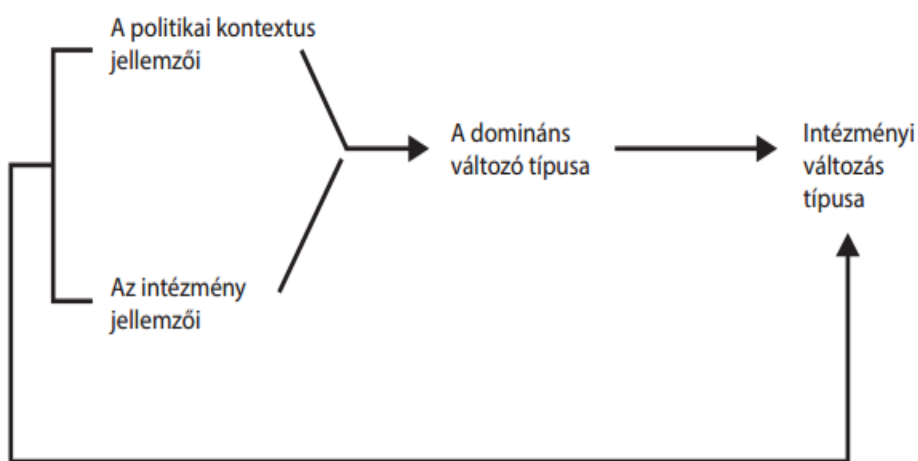 A politikai kontextus
jellemzői
A domináns
változó típusa
Intézményi
változás
típusa
Az intézmény
jellemzői